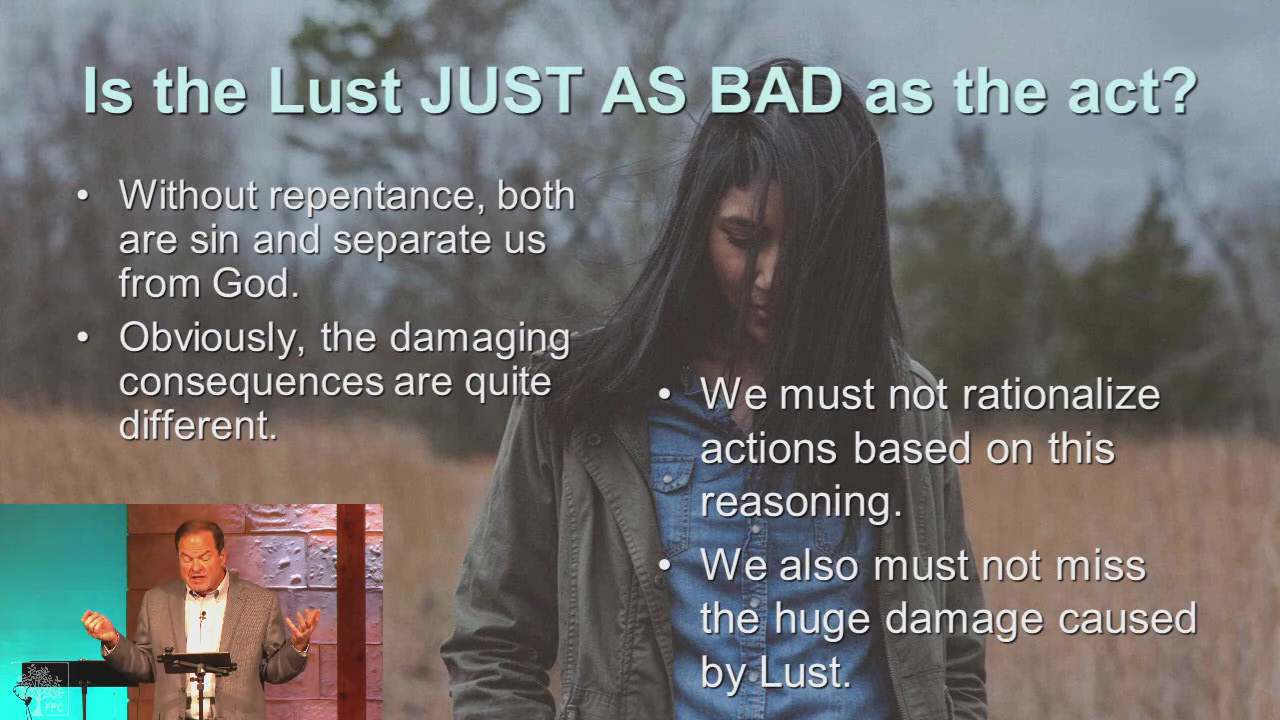 Is the Lust JUST AS BAD as the act?
• Without repentance, both
are sin and separate us
from God.
• Obviously, the damaging
consequences are quite
different.
• We must not rationalize
actions based on this
reasoning.
• We also must not miss
the huge damage caused
by Lust.
FPC